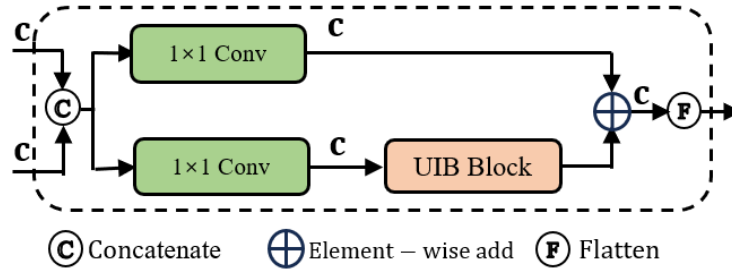 C
1×1 Conv
C
C
C
F
C
1×1 Conv
C
UIB Block
C Concatenate
Element – wise add
F Flatten